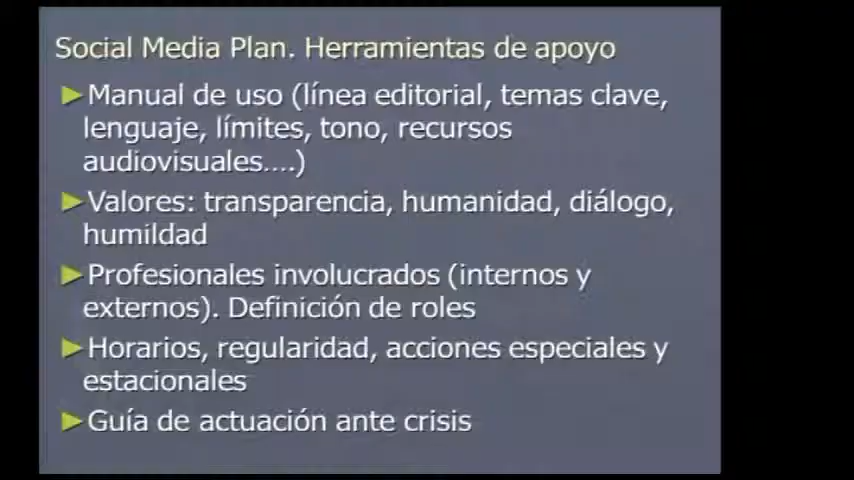 Social Media Plan. Herramientas de apoyo
►Manual de uso (línea editorial, temas clave,
lenguaje, límites, tono, recursos
audiovisuales....)
►Valores: transparencia, humanidad, diálogo,
humildad
►Profesionales involucrados (internos y
externos). Definición de roles
►Horarios, regularidad, acciones especiales y
estacionales
►Guía de actuación ante crisis